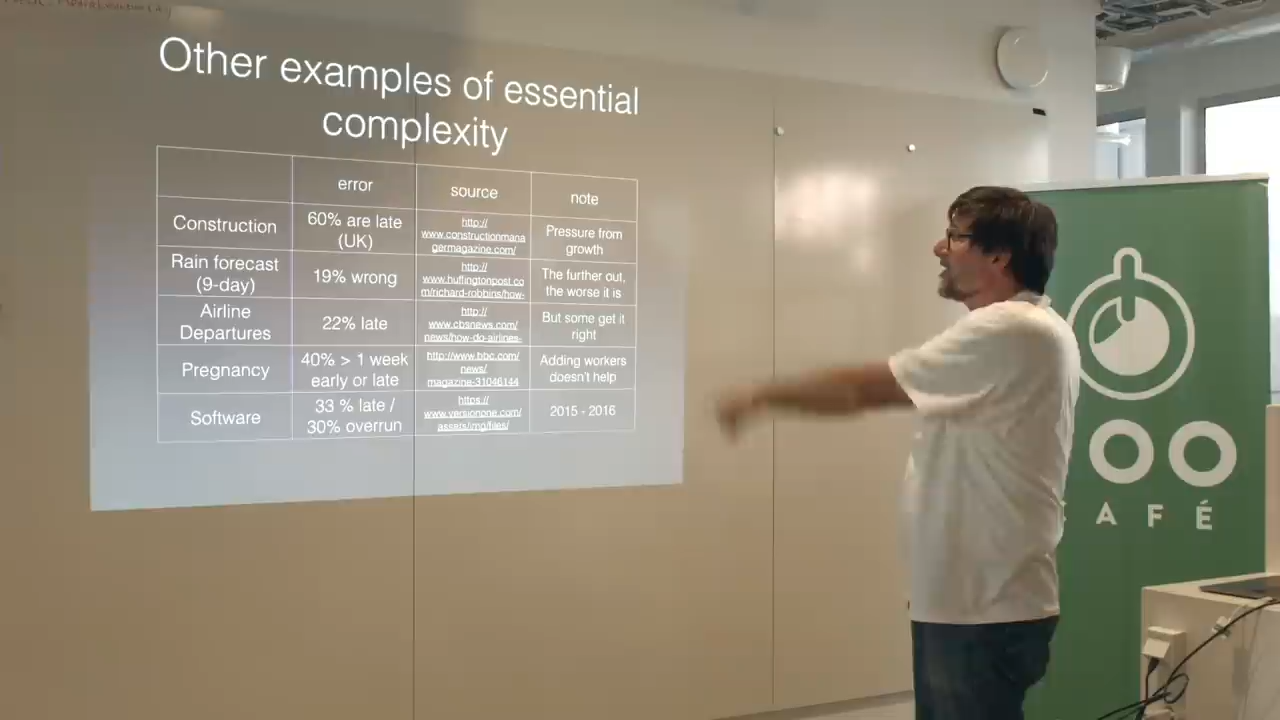 Other examples of essential
complexity
error
source
note
Construction
60% are late
(UK)
http://
www.constructionmana
germagazine.com/
Pressure from
growth
Rain forecast
(9-day)
19% wrong
http://
www.huffingtonpost.co
m/richard-robbins/how-
The further out,
the worse it is
Airline
Departures
22% late
http://
www.cbsnews.com/
news/how-do-airlines-
But some get it
right
Pregnancy
40% > 1 week
early or late
http://www.bbc.com/
news/
magazine-31046144
Adding workers
doesn't help
Software
33 % late /
30% overrun
https://
www.versionone.com/
assets/img/files/
2015 - 2016
OO
AFÉ